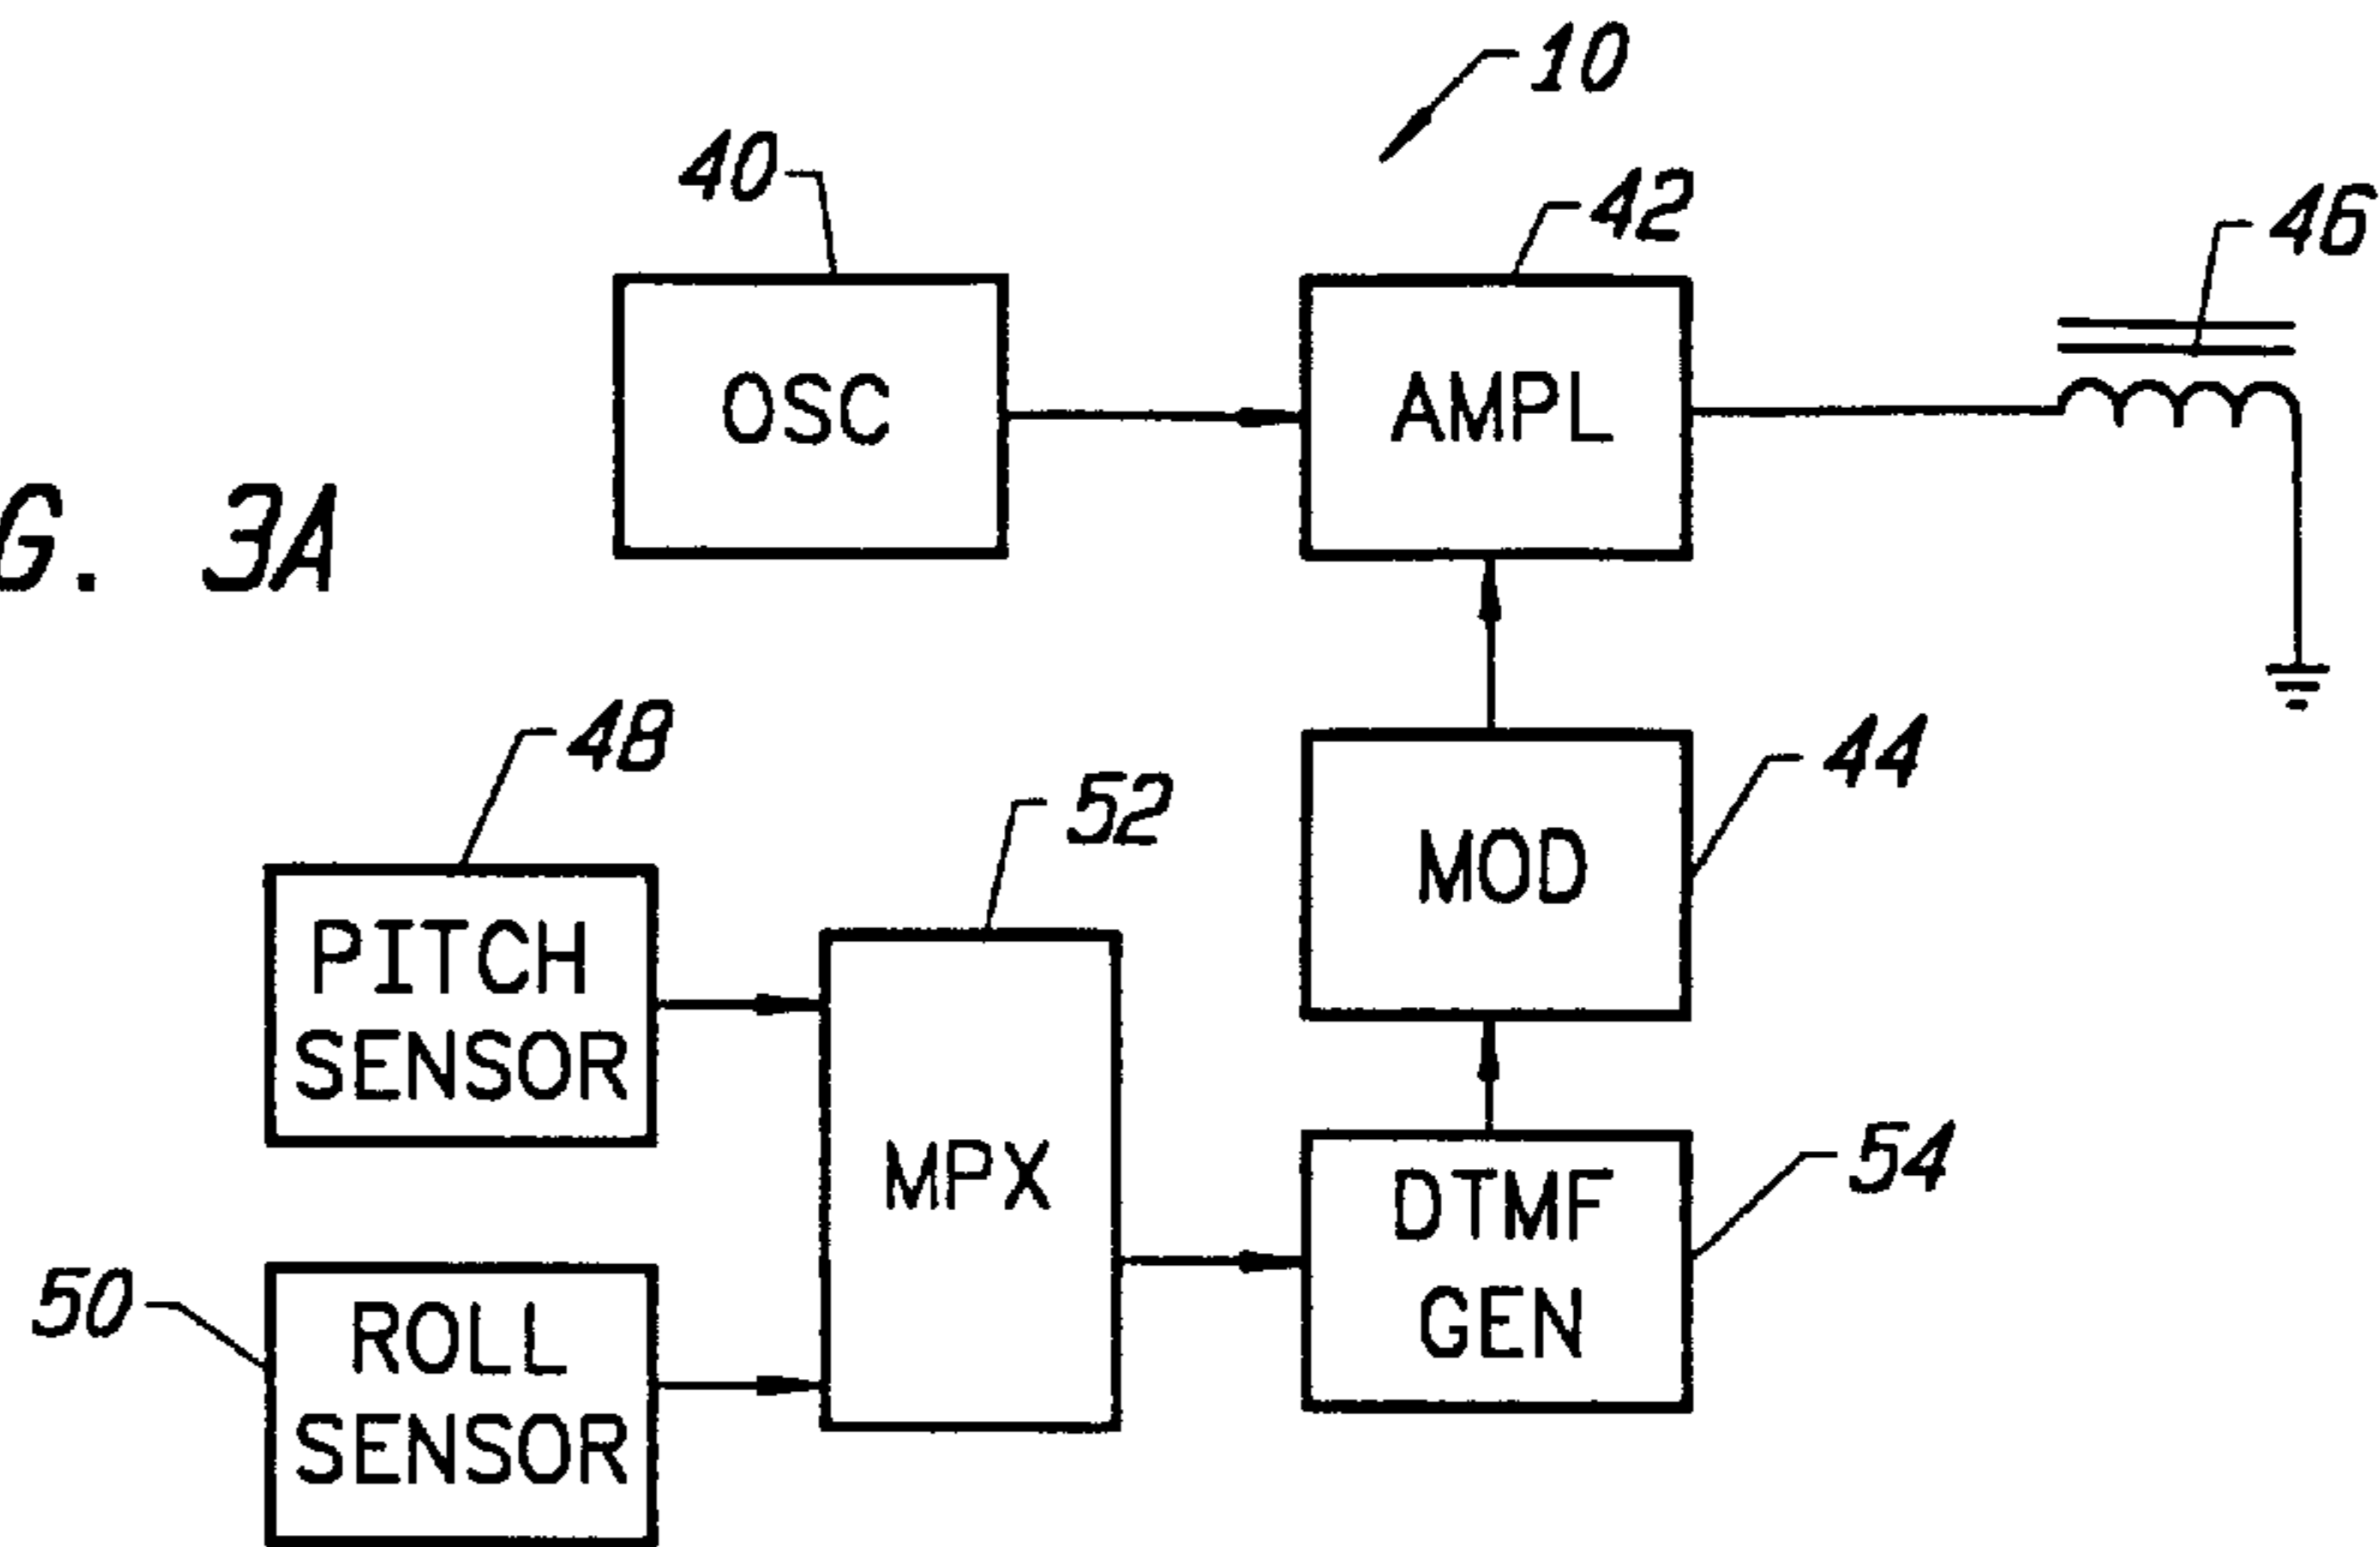 10
40
42
46
OSC
AMPL
G. 3A
48
52
44
MOD
PITCH
SENSOR
MPX
54
DTMF
GEN
50
ROLL
SENSOR